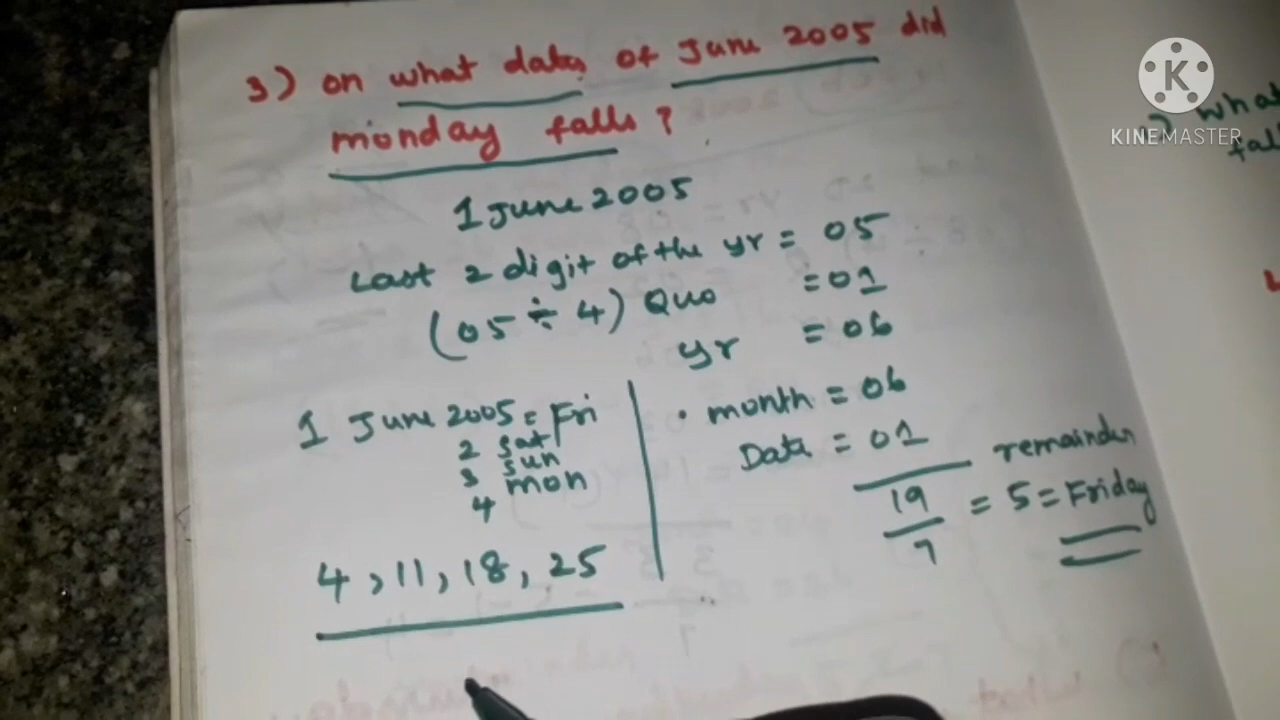 3) on what dates of June 2005 did
monday falls?
1 June 2005
Last 2 digit of the yr = 05
(05 ÷ 4) Quo = 01
yr = 06
• month = 06
Date = 01
19
7
= 5 = Friday
remainder
1 June 2005 = Fri
2 sat
3 sun
4 mon
4, 11, 18, 25
KINEMASTER
what